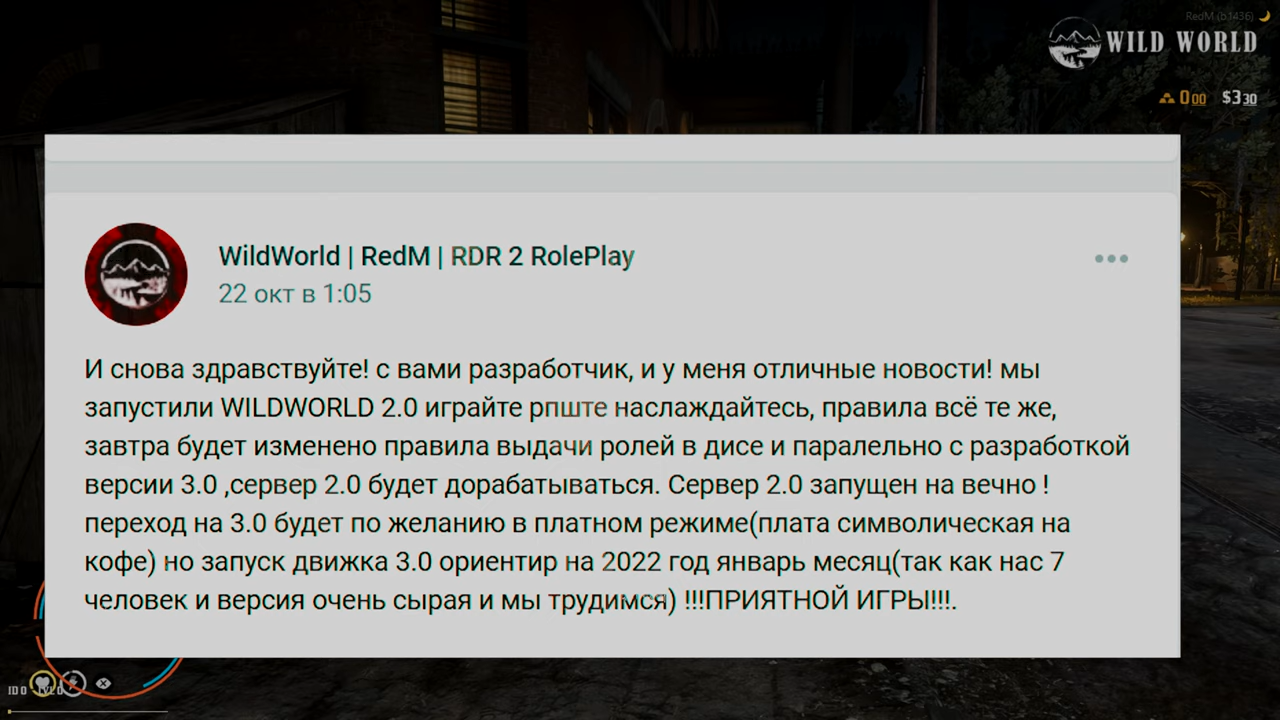 RedM (b1436)
WILD WORLD
000 $330
WildWorld | RedM | RDR 2 RolePlay
22 окт в 1:05
И снова здравствуйте! с вами разработчик, и у меня отличные новости! мы
запустили WILDWORLD 2.0 играйте рпште наслаждайтесь, правила всё те же,
завтра будет изменено правила выдачи ролей в дисе и паралельно с разработкой
версии 3.0 ,сервер 2.0 будет дорабатываться. Сервер 2.0 запущен на вечно !
переход на 3.0 будет по желанию в платном режиме(плата символическая на
кофе) но запуск движка 3.0 ориентир на 2022 год январь месяц(так как нас 7
человек и версия очень сырая и мы трудимся) !!!ПРИЯТНОЙ ИГРЫ!!!.